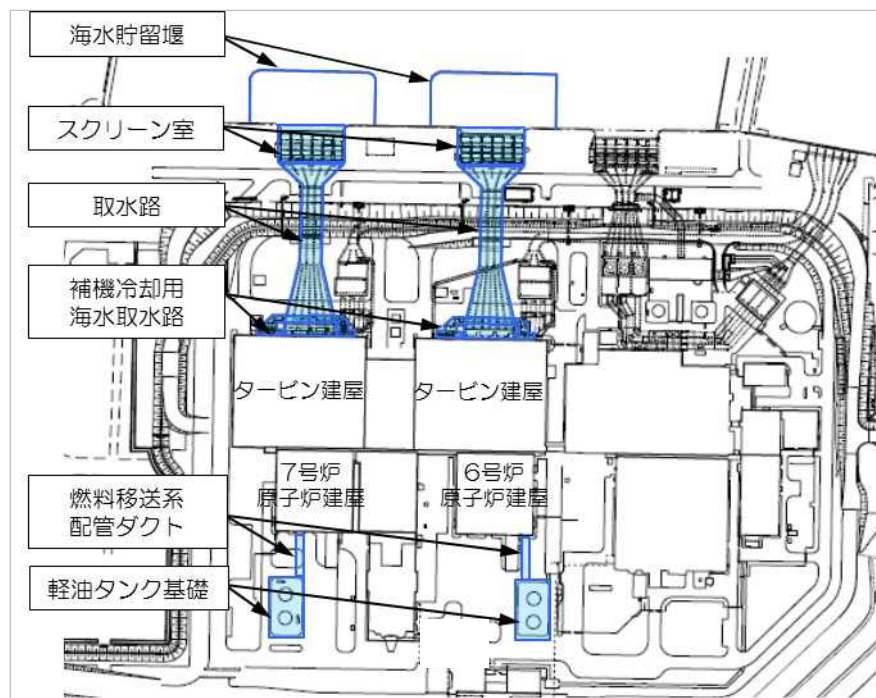 海水貯留堰
スクリーン室
取水路
補機冷却用
海水取水路
タービン建屋
タービン建屋
7号炉
原子炉建屋
6号炉
原子炉建屋
燃料移送系
配管ダクト
軽油タンク基礎